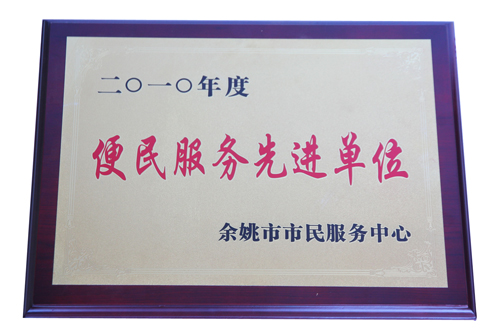 二〇一〇年度
便民服务先进单位
余姚市市民服务中心